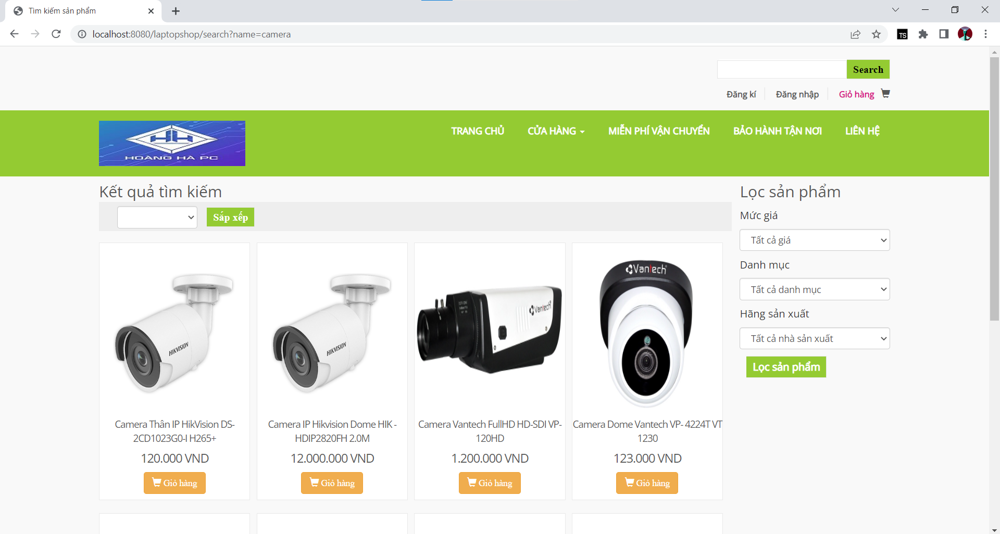 Tìm kiếm sản phẩm
localhost:8080/laptopshop/search?name=camera
TS
Search
Đăng kí
Đăng nhập
Giỏ hàng
HOANG HA PC
TRANG CHỦ
CỬA HÀNG
MIỄN PHÍ VẬN CHUYỂN
BẢO HÀNH TẬN NƠI
LIÊN HỆ
Kết quả tìm kiếm
Sắp xếp
HIKVISION
HIKVISION
Vantech
Vantech
Camera Thân IP HikVision DS-
2CD1023G0-I H265+
120.000 VND
Giỏ hàng
Camera IP Hikvision Dome HIK -
HDIP2820FH 2.0M
12.000.000 VND
Giỏ hàng
Camera Vantech FullHD HD-SDI VP-
120HD
1.200.000 VND
Giỏ hàng
Camera Dome Vantech VP- 4224T VT
1230
123.000 VND
Giỏ hàng
Lọc sản phẩm
Mức giá
Tất cả giá
Danh mục
Tất cả danh mục
Hãng sản xuất
Tất cả nhà sản xuất
Lọc sản phẩm